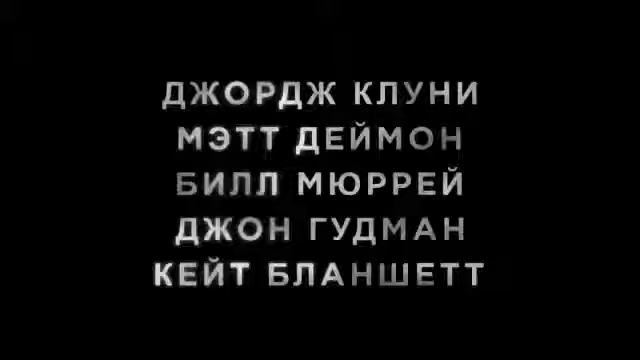 ДЖОРДЖ КЛУНИ
МЭТТ ДЕЙМОН
БИЛЛ МЮРРЕЙ
ДЖОН ГУДМАН
КЕЙТ БЛАНШЕТТ